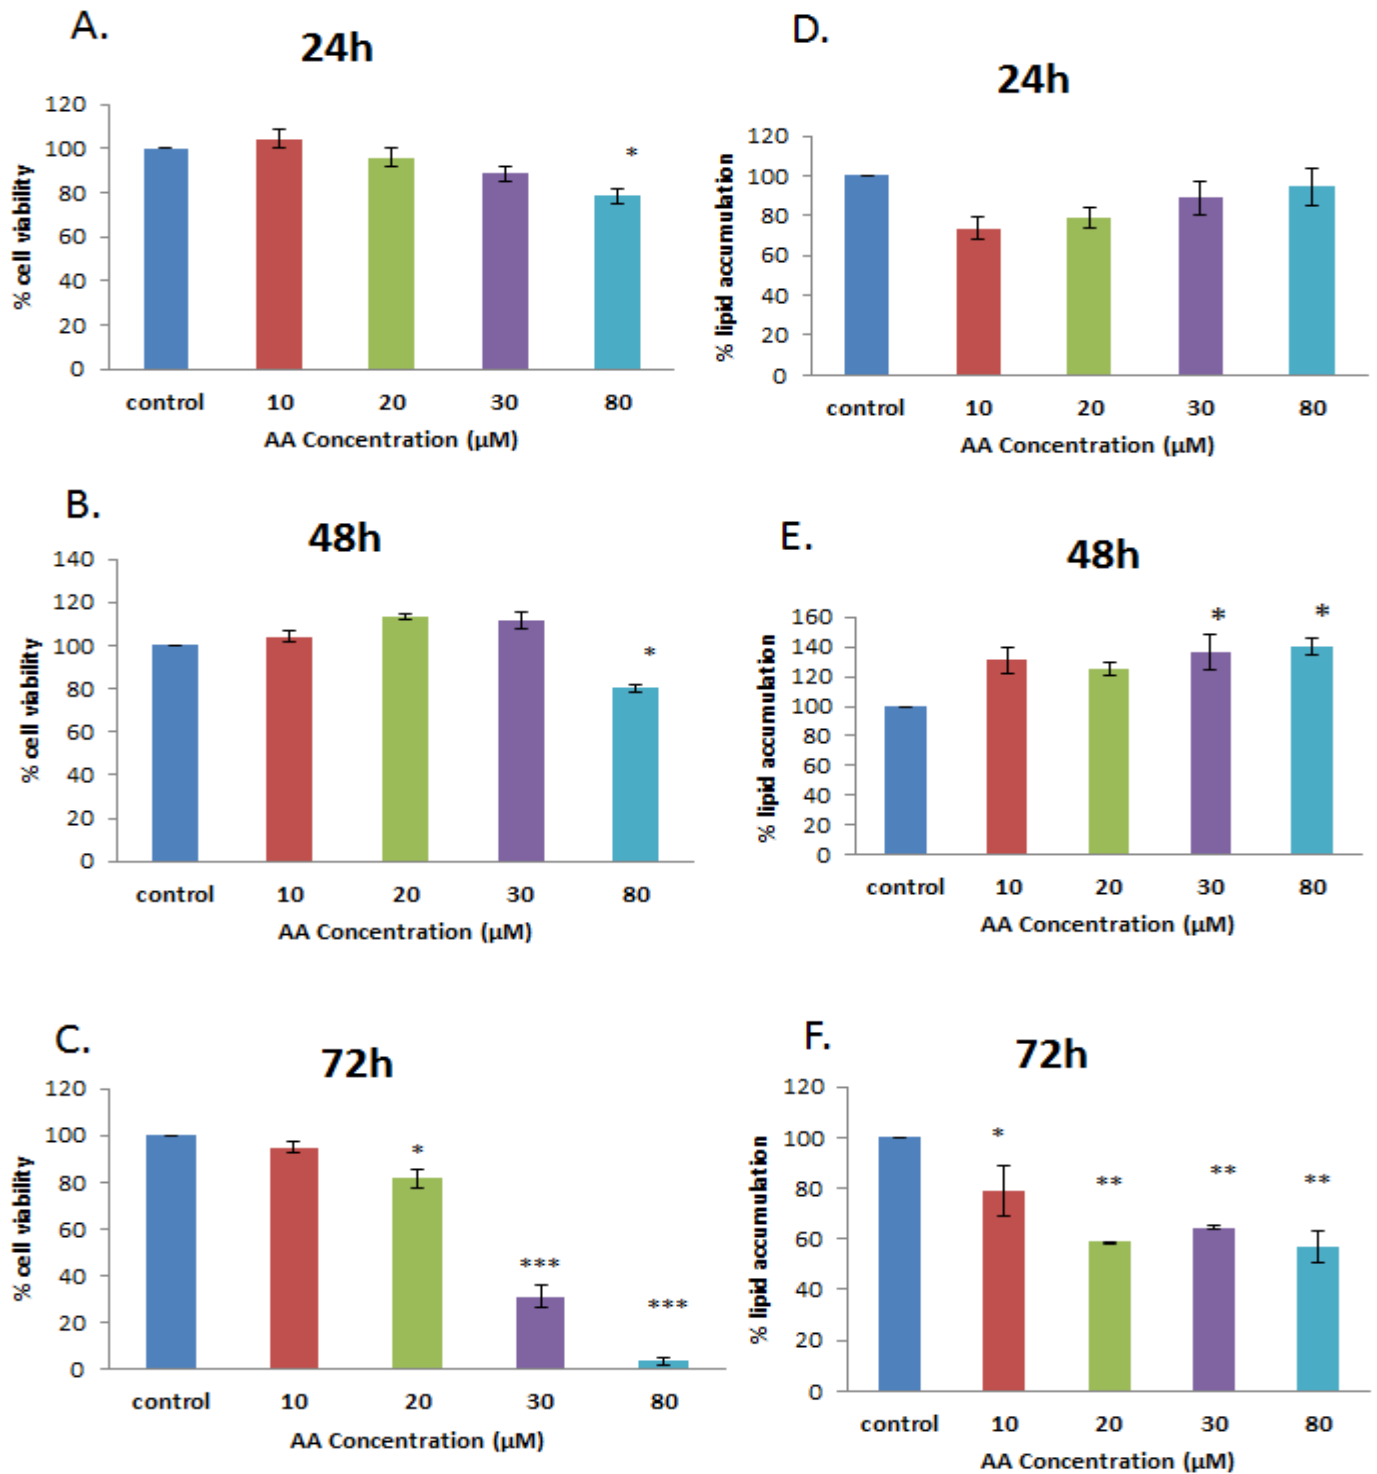 A.
24h
120
100
80
60
40
20
0
% cell viability
*
control 10 20 30 80
AA Concentration (µM)
D.
24h
120
100
80
60
40
20
0
% lipid accumulation
control 10 20 30 80
AA Concentration (µM)
B.
48h
140
120
100
80
60
40
20
0
% cell viability
*
control 10 20 30 80
AA Concentration (µM)
E.
48h
160
140
120
100
80
60
40
20
0
% lipid accumulation
* *
control 10 20 30 80
AA Concentration (µM)
C.
72h
120
100
80
60
40
20
0
% cell viability
* *** ***
control 10 20 30 80
AA Concentration (µM)
F.
72h
120
100
80
60
40
20
0
% lipid accumulation
* ** ** **
control 10 20 30 80
AA Concentration (µM)